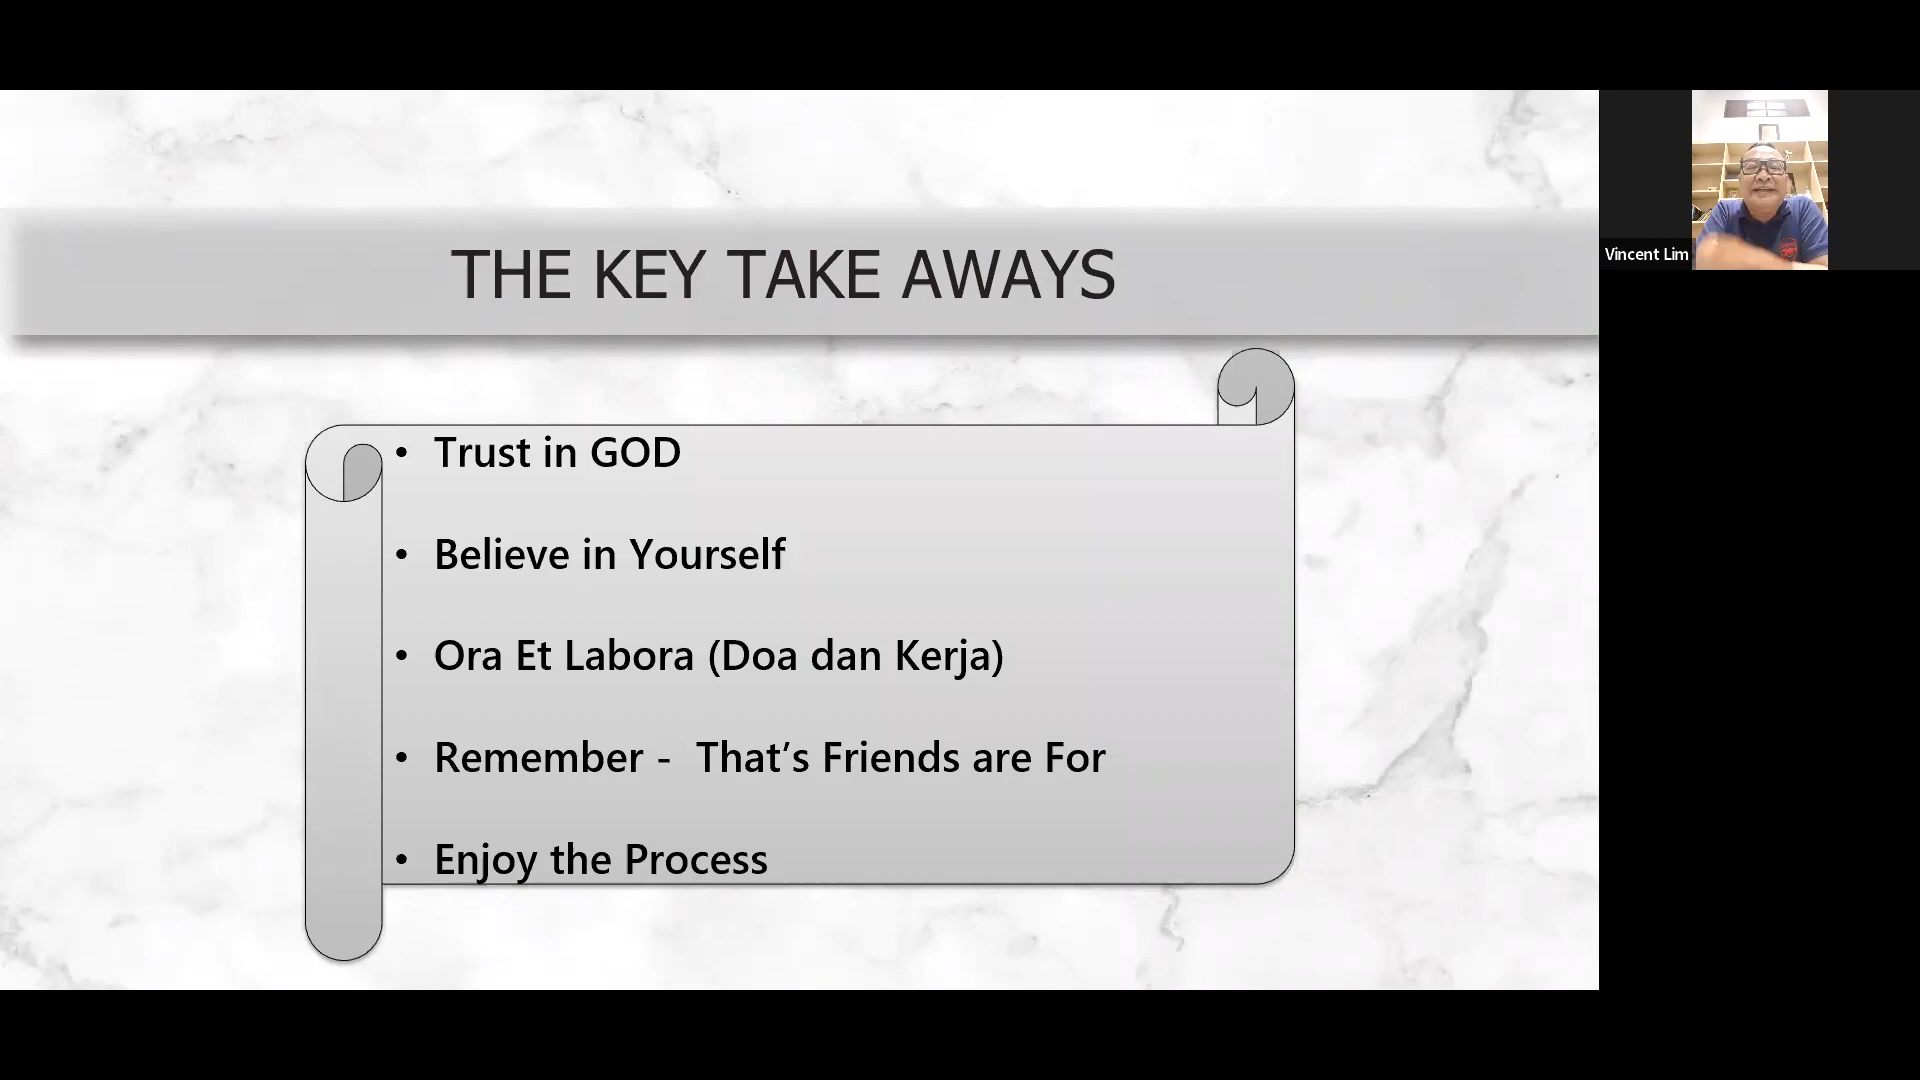 THE KEY TAKE AWAYS
• Trust in GOD
• Believe in Yourself
• Ora Et Labora (Doa dan Kerja)
• Remember -  That’s Friends are For
• Enjoy the Process
Vincent Lim